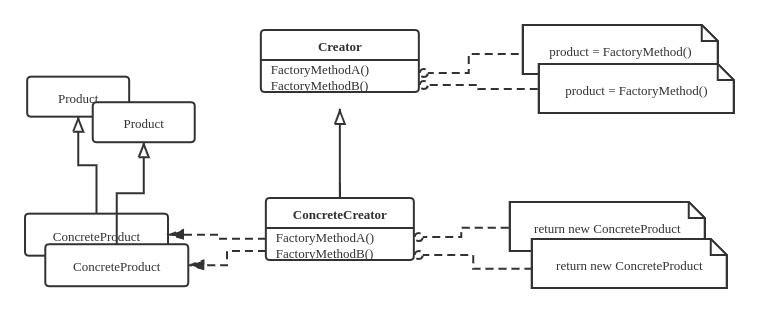 Creator
FactoryMethodA()
FactoryMethodB()
product = FactoryMethod()
product = FactoryMethod()
Product
Product
ConcreteProduct
ConcreteProduct
ConcreteCreator
FactoryMethodA()
FactoryMethodB()
return new ConcreteProduct
return new ConcreteProduct